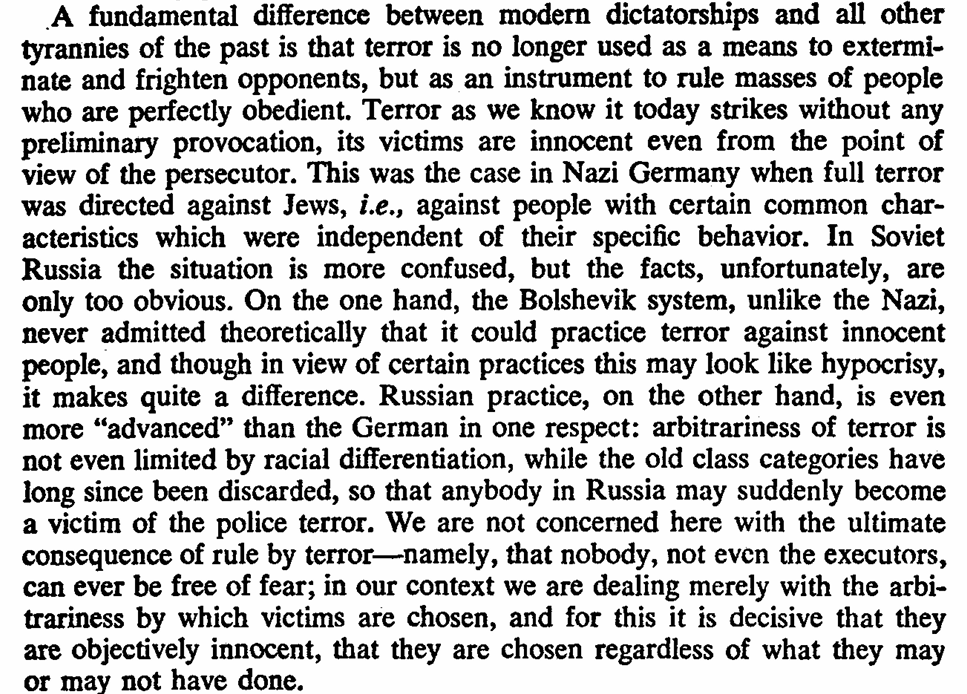 A fundamental difference between modern dictatorships and all other
tyrannies of the past is that terror is no longer used as a means to extermi-
nate and frighten opponents, but as an instrument to rule masses of people
who are perfectly obedient. Terror as we know it today strikes without any
preliminary provocation, its victims are innocent even from the point of
view of the persecutor. This was the case in Nazi Germany when full terror
was directed against Jews, i.e., against people with certain common char-
acteristics which were independent of their specific behavior. In Soviet
Russia the situation is more confused, but the facts, unfortunately, are
only too obvious. On the one hand, the Bolshevik system, unlike the Nazi,
never admitted theoretically that it could practice terror against innocent
people, and though in view of certain practices this may look like hypocrisy,
it makes quite a difference. Russian practice, on the other hand, is even
more “advanced” than the German in one respect: arbitrariness of terror is
not even limited by racial differentiation, while the old class categories have
long since been discarded, so that anybody in Russia may suddenly become
a victim of the police terror. We are not concerned here with the ultimate
consequence of rule by terror—namely, that nobody, not even the executors,
can ever be free of fear; in our context we are dealing merely with the arbi-
trariness by which victims are chosen, and for this it is decisive that they
are objectively innocent, that they are chosen regardless of what they may
or may not have done.